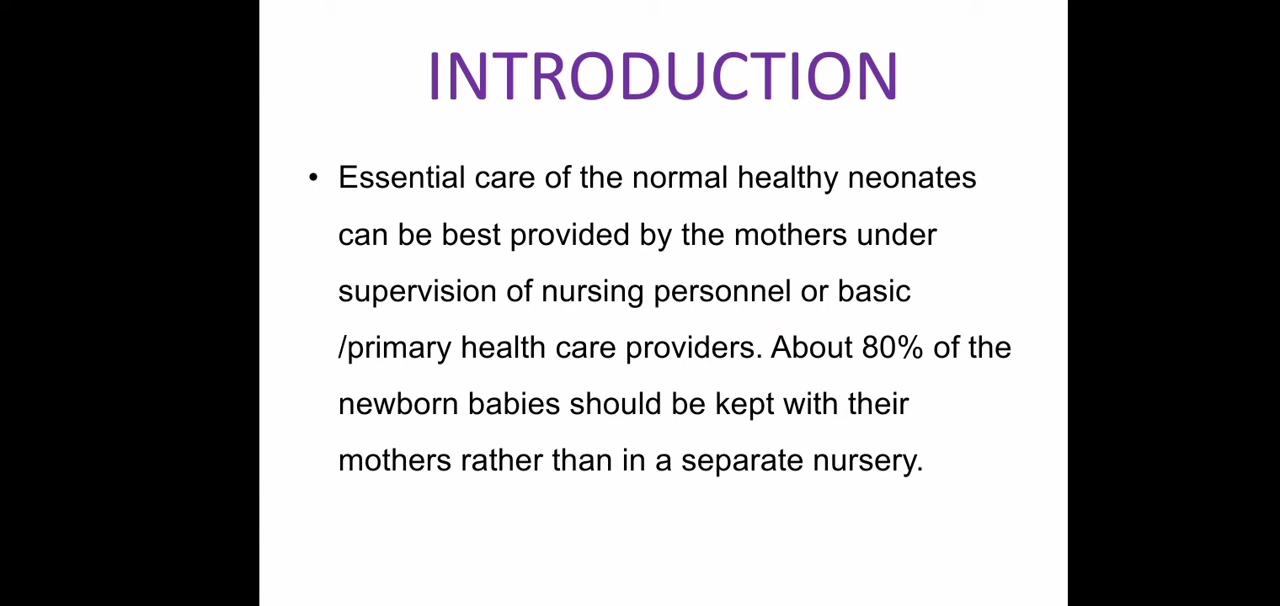 INTRODUCTION
• Essential care of the normal healthy neonates
can be best provided by the mothers under
supervision of nursing personnel or basic
/primary health care providers. About 80% of the
newborn babies should be kept with their
mothers rather than in a separate nursery.